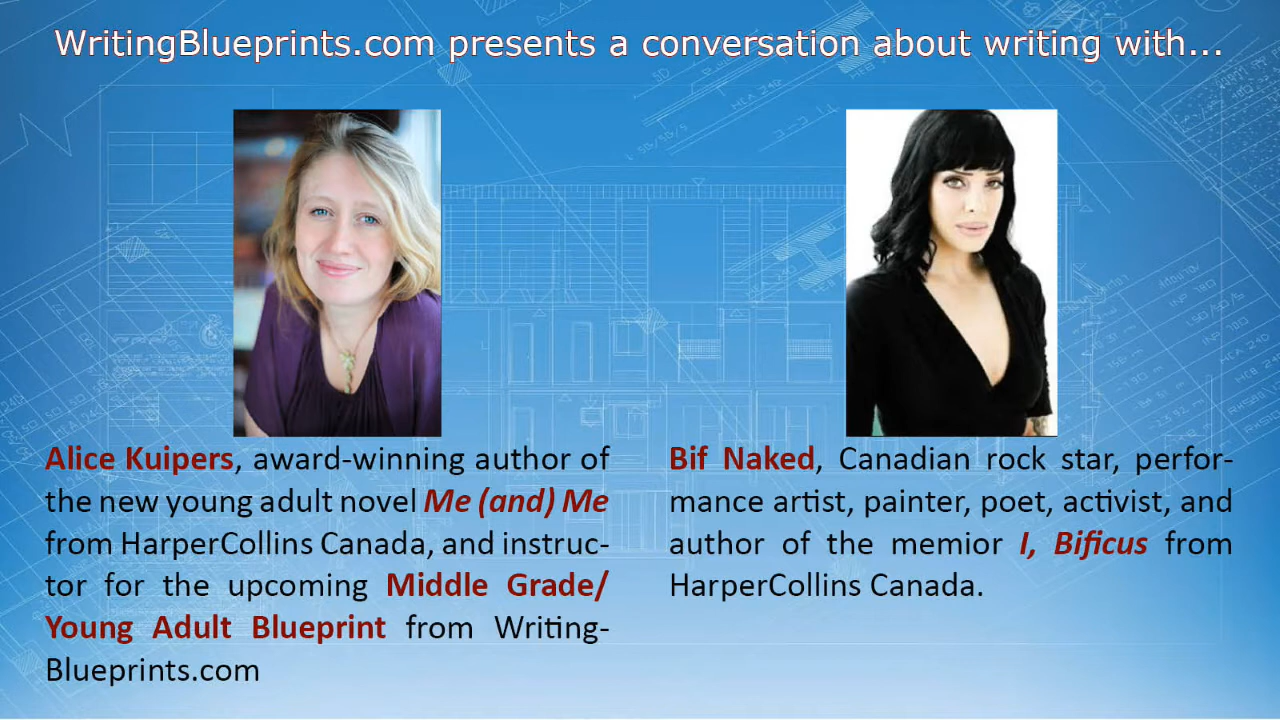 WritingBlueprints.com presents a conversation about writing with...
Alice Kuipers, award-winning author of
the new young adult novel Me (and) Me
from HarperCollins Canada, and instruc-
tor for the upcoming Middle Grade/
Young Adult Blueprint from Writing-
Blueprints.com
Bif Naked, Canadian rock star, perfor-
mance artist, painter, poet, activist, and
author of the memior I, Bificus from
HarperCollins Canada.